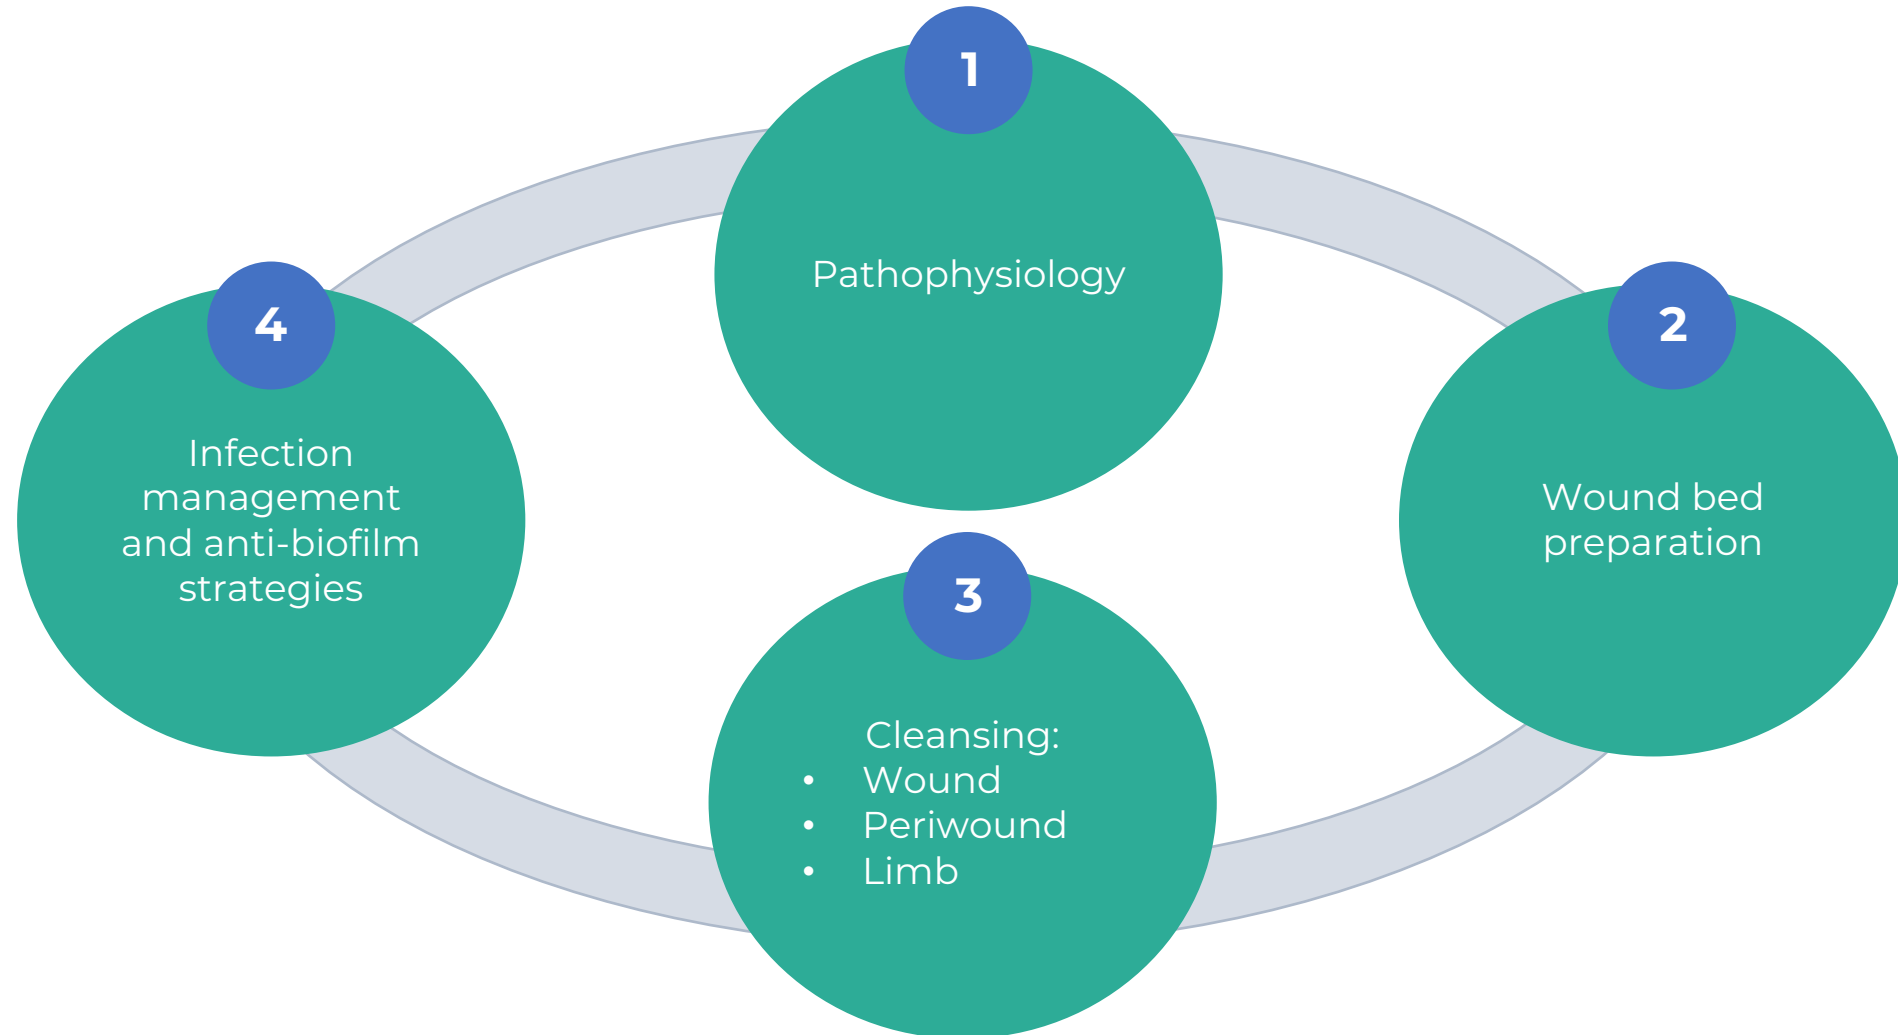 1
Pathophysiology
2
Wound bed
preparation
3
Cleansing:
• Wound
• Periwound
• Limb
4
Infection
management
and anti-biofilm
strategies